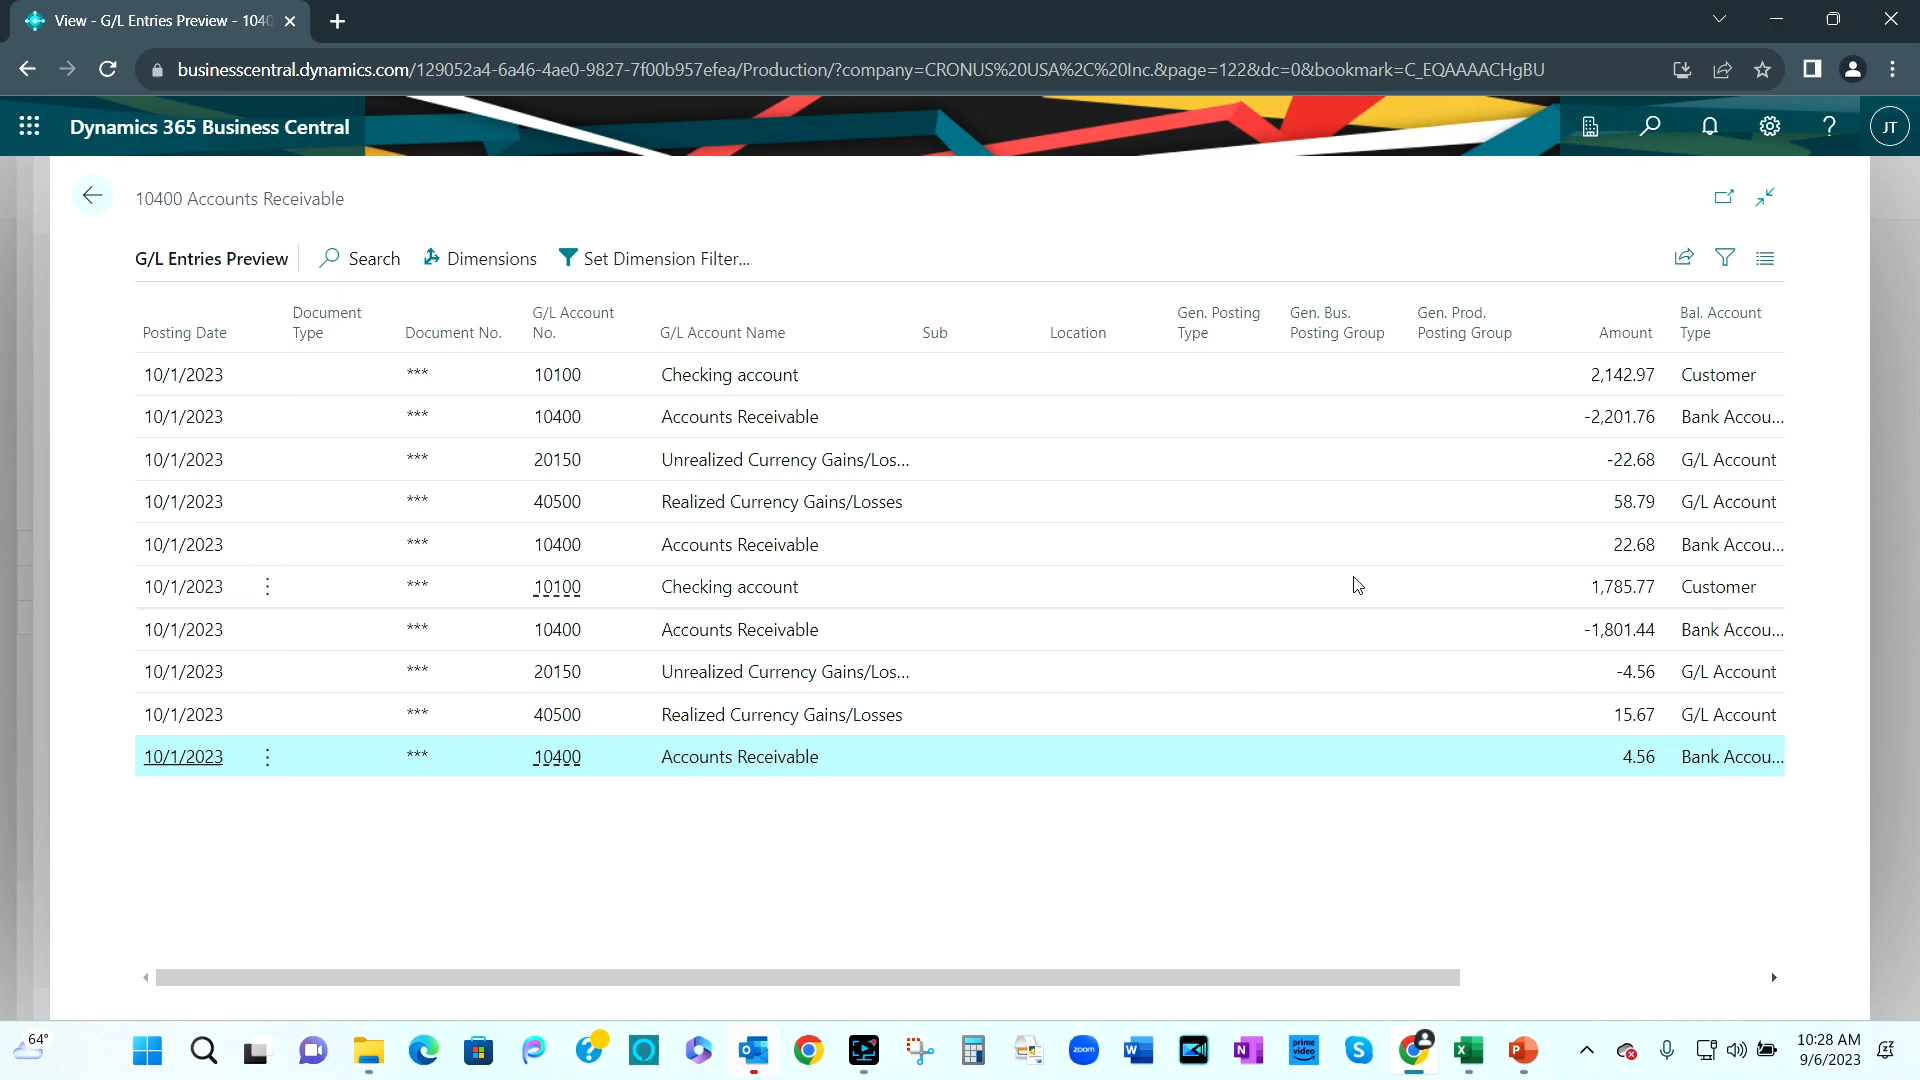 View - G/L Entries Preview - 1040
businesscentral.dynamics.com/129052a4-6a46-4ae0-9827-7f00b957efea/Production/?company=CRONUS%20USA%2C%20Inc.&page=122&dc=0&bookmark=C_EQAAAACHgBU
Dynamics 365 Business Central
JT
10400 Accounts Receivable
G/L Entries Preview Search Dimensions Set Dimension Filter...
Posting Date Document Type Document No. G/L Account No. G/L Account Name Sub Location Gen. Posting Type Gen. Bus. Posting Group Gen. Prod. Posting Group Amount Bal. Account Type
10/1/2023 *** 10100 Checking account 2,142.97 Customer
10/1/2023 *** 10400 Accounts Receivable -2,201.76 Bank Accou...
10/1/2023 *** 20150 Unrealized Currency Gains/Los... -22.68 G/L Account
10/1/2023 *** 40500 Realized Currency Gains/Losses 58.79 G/L Account
10/1/2023 *** 10400 Accounts Receivable 22.68 Bank Accou...
10/1/2023 *** 10100 Checking account 1,785.77 Customer
10/1/2023 *** 10400 Accounts Receivable -1,801.44 Bank Accou...
10/1/2023 *** 20150 Unrealized Currency Gains/Los... -4.56 G/L Account
10/1/2023 *** 40500 Realized Currency Gains/Losses 15.67 G/L Account
10/1/2023 *** 10400 Accounts Receivable 4.56 Bank Accou...
64°
zoom
W
N
prime video
S
X
P
10:28 AM
9/6/2023